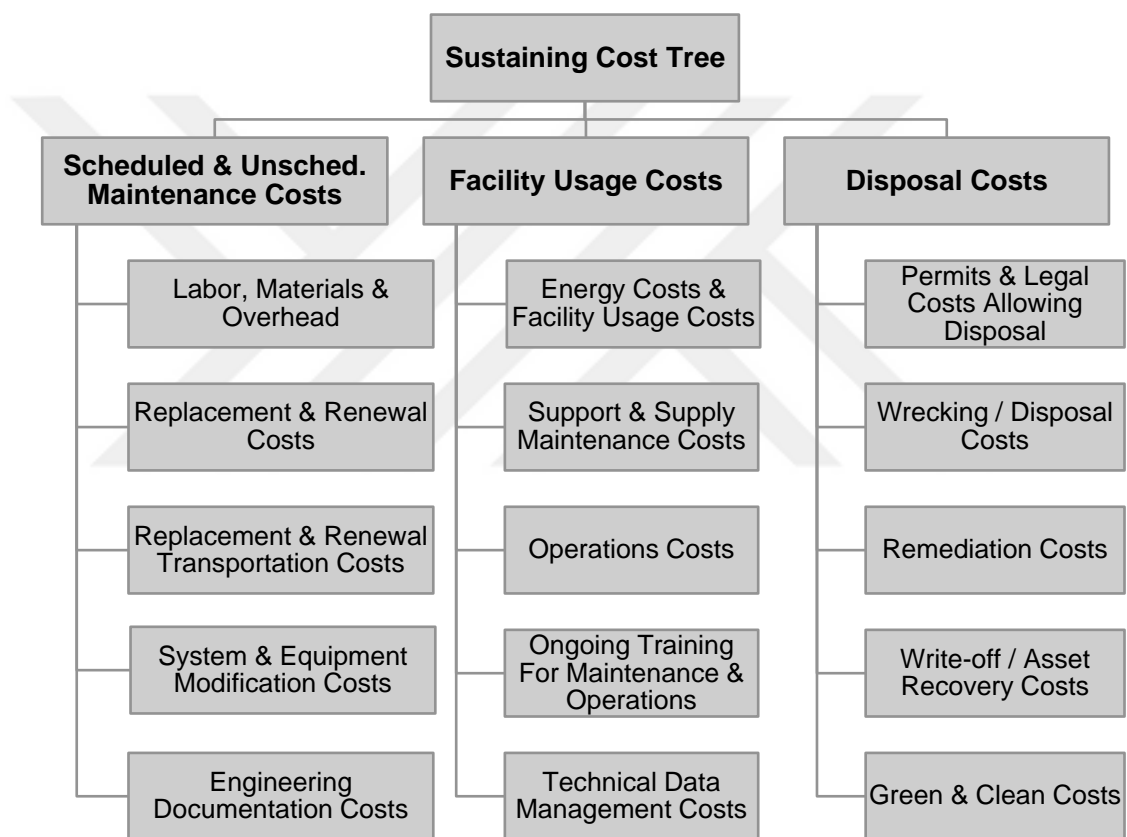 Sustaining Cost Tree
Scheduled & Unsched.
Maintenance Costs
Labor, Materials &
Overhead
Replacement & Renewal
Costs
Replacement & Renewal
Transportation Costs
System & Equipment
Modification Costs
Engineering
Documentation Costs
Facility Usage Costs
Energy Costs &
Facility Usage Costs
Support & Supply
Maintenance Costs
Operations Costs
Ongoing Training
For Maintenance &
Operations
Technical Data
Management Costs
Disposal Costs
Permits & Legal
Costs Allowing
Disposal
Wrecking / Disposal
Costs
Remediation Costs
Write-off / Asset
Recovery Costs
Green & Clean Costs